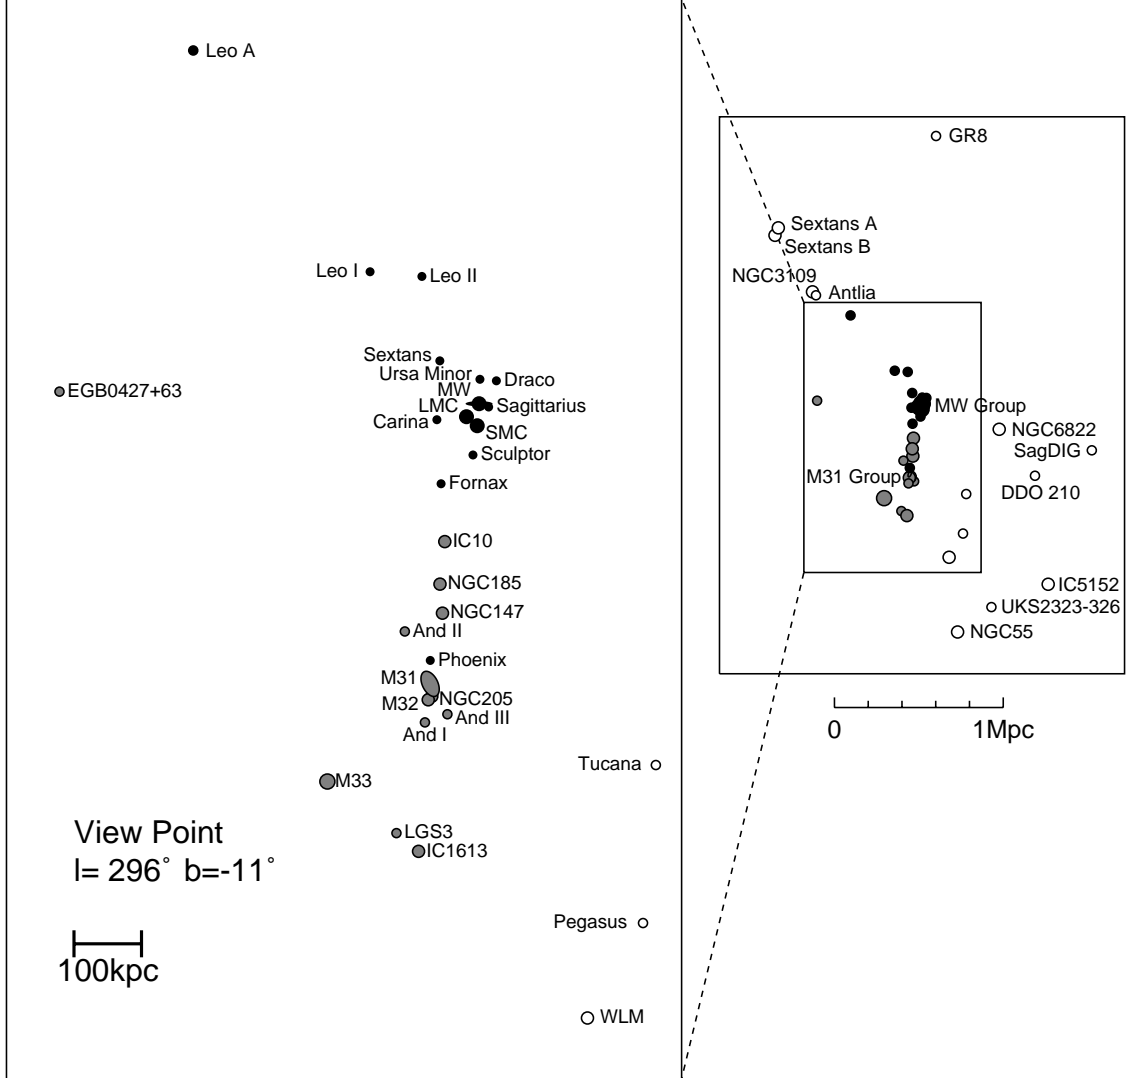 Leo A
Leo I
Leo II
Sextans
Ursa Minor
Draco
MW
LMC
Sagittarius
Carina
SMC
Sculptor
EGB0427+63
Fornax
IC10
NGC185
NGC147
And II
Phoenix
M31
M32
NGC205
And III
And I
Tucana
M33
LGS3
IC1613
Pegasus
WLM
View Point
l= 296° b=-11°
100kpc
GR8
Sextans A
Sextans B
NGC3109
Antlia
MW Group
NGC6822
SagDIG
M31 Group
DDO 210
IC5152
UKS2323-326
NGC55
0 1Mpc